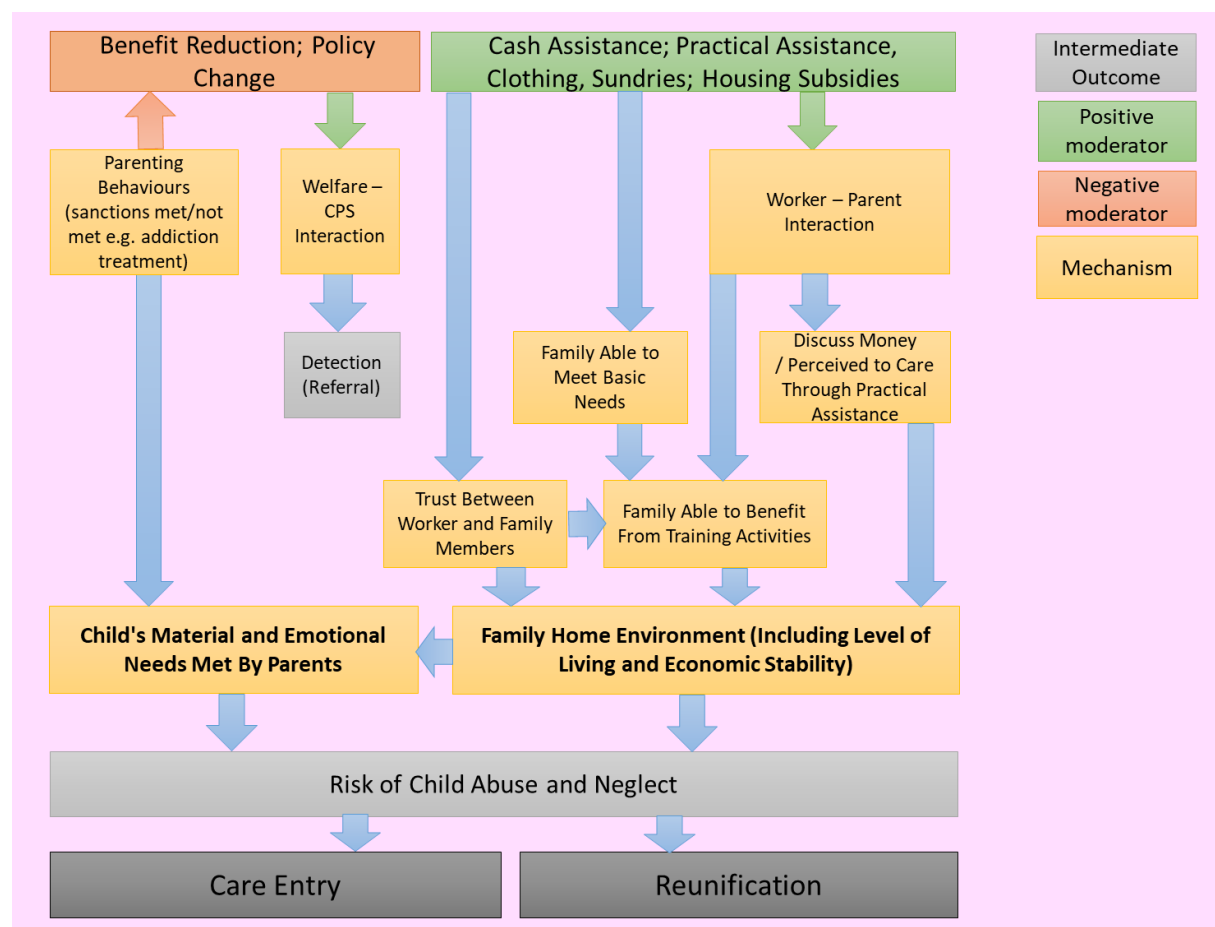 Benefit Reduction; Policy
Change
Cash Assistance; Practical Assistance,
Clothing, Sundries; Housing Subsidies
Intermediate
Outcome
Positive
moderator
Negative
moderator
Mechanism
Parenting
Behaviours
(sanctions met/not
met e.g. addiction
treatment)
Welfare –
CPS
Interaction
Worker – Parent
Interaction
Detection
(Referral)
Family Able to
Meet Basic
Needs
Discuss Money
/ Perceived to Care
Through Practical
Assistance
Trust Between
Worker and Family
Members
Family Able to Benefit
From Training Activities
Child's Material and Emotional
Needs Met By Parents
Family Home Environment (Including Level of
Living and Economic Stability)
Risk of Child Abuse and Neglect
Care Entry
Reunification